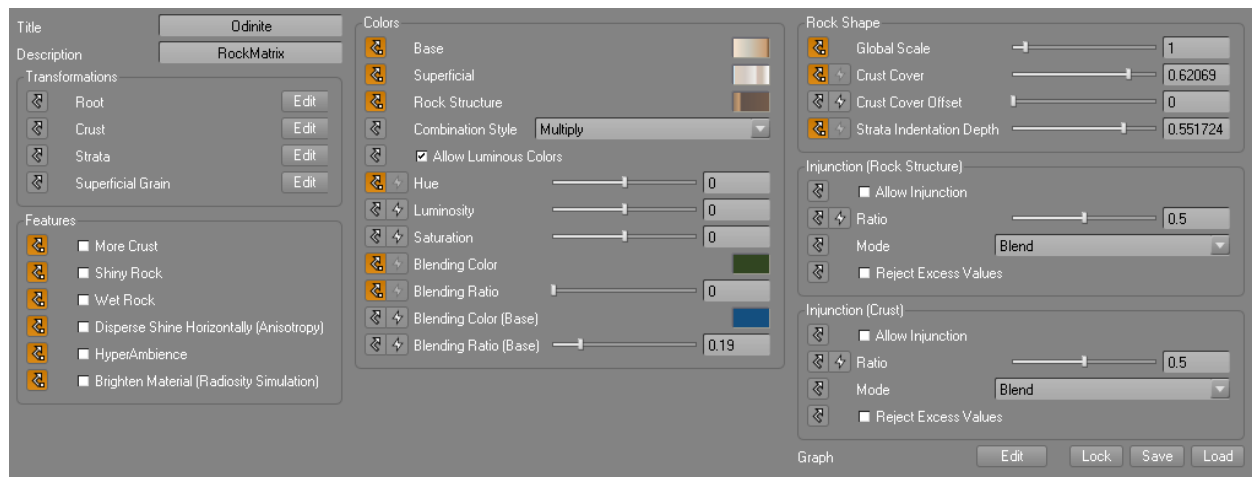 Title Odinite
Description RockMatrix
Transformations
Root Edit
Crust Edit
Strata Edit
Superficial Grain Edit
Features
More Crust
Shiny Rock
Wet Rock
Disperse Shine Horizontally (Anisotropy)
HyperAmbience
Brighten Material (Radiosity Simulation)
Colors
Base
Superficial
Rock Structure
Combination Style Multiply
Allow Luminous Colors
Hue 0
Luminosity 0
Saturation 0
Blending Color
Blending Ratio 0
Blending Color (Base)
Blending Ratio (Base) 0.19
Rock Shape
Global Scale 1
Crust Cover 0.62069
Crust Cover Offset 0
Strata Indentation Depth 0.551724
Injunction (Rock Structure)
Allow Injunction
Ratio 0.5
Mode Blend
Reject Excess Values
Injunction (Crust)
Allow Injunction
Ratio 0.5
Mode Blend
Reject Excess Values
Graph Edit Lock Save Load